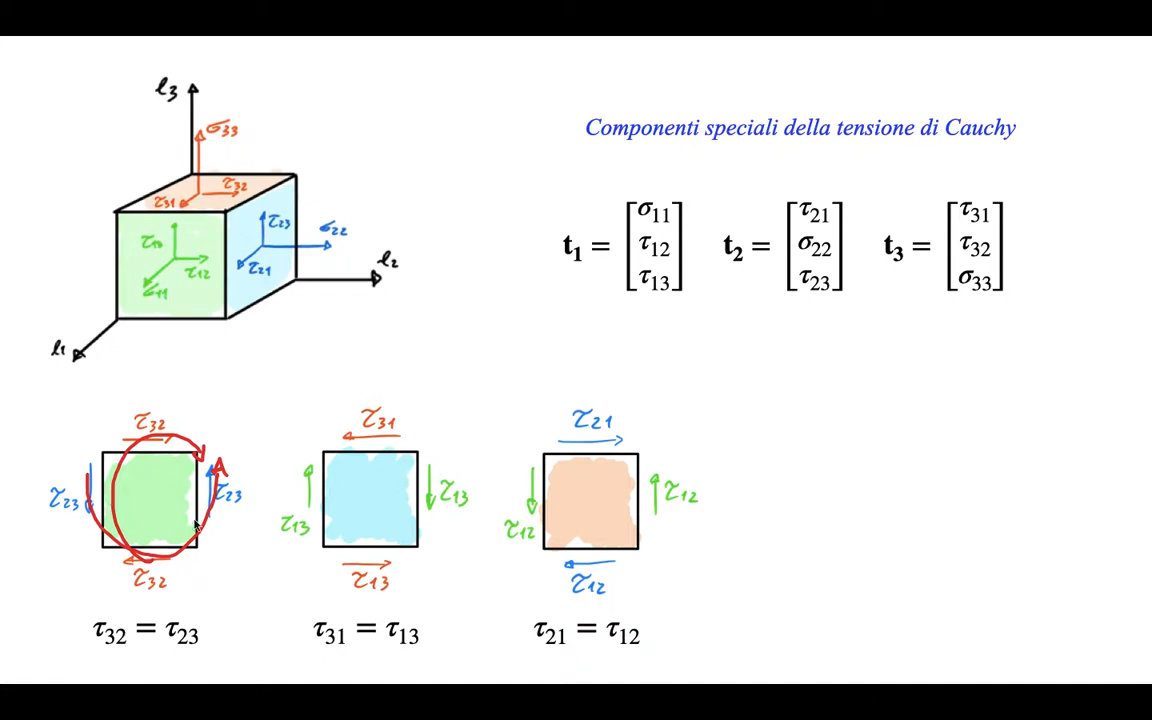 l3
σ33
τ32
τ31
τ23
σ22
τ21
τ13
τ12
σ11
l2
l1
Componenti speciali della tensione di Cauchy
t1 = [σ11 τ12 τ13] t2 = [τ21 σ22 τ23] t3 = [τ31 τ32 σ33]
τ32
τ23
τ23
τ32
τ31
τ13
τ13
τ13
τ21
τ12
τ12
τ12
τ32 = τ23
τ31 = τ13
τ21 = τ12